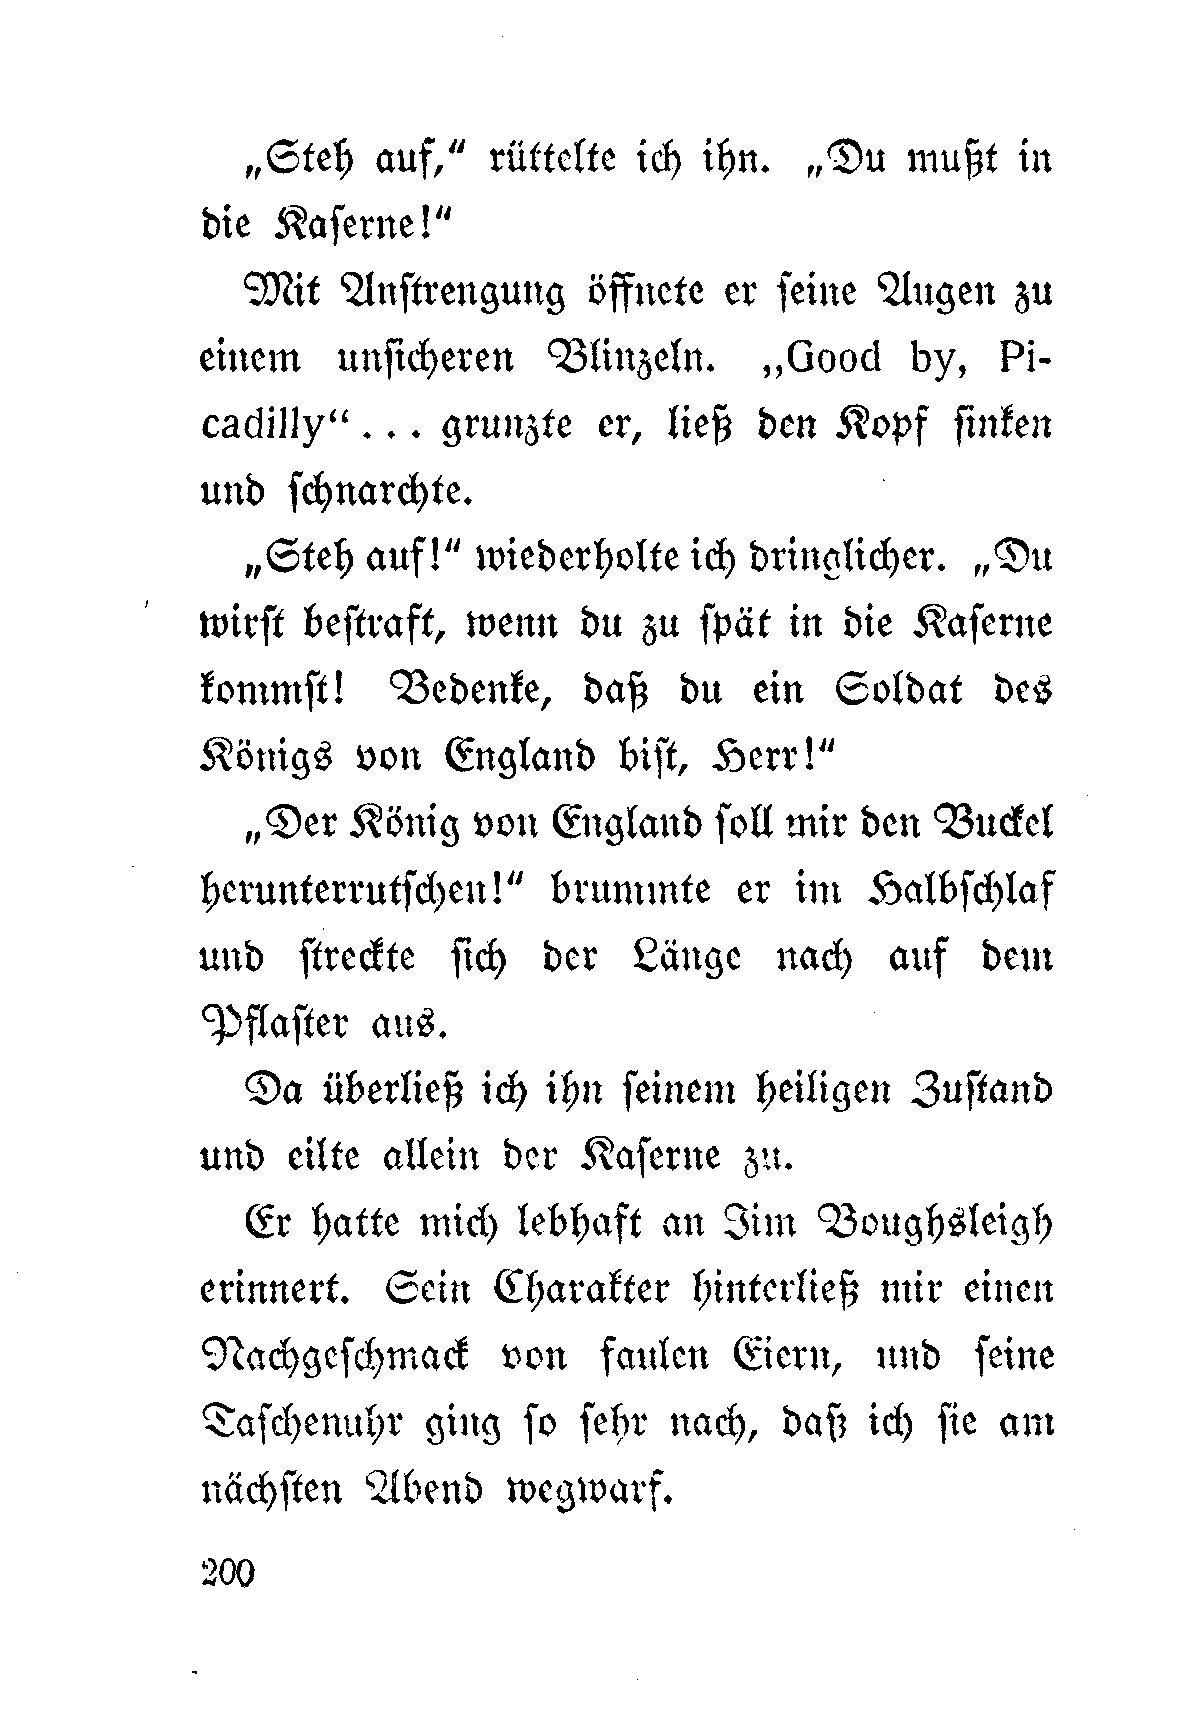 „Steh auf,“ rüttelte ich ihn. „Du mußt in
die Kaserne!“
Mit Anstrengung öffnete er seine Augen zu
einem unsicheren Blinzeln. „Good by, Pi-
cadilly“ . . . grunzte er, ließ den Kopf sinken
und schnarchte.
„Steh auf!“ wiederholte ich dringlicher. „Du
wirst bestraft, wenn du zu spät in die Kaserne
kommst! Bedenke, daß du ein Soldat des
Königs von England bist, Herr!“
„Der König von England soll mir den Buckel
herunterrutschen!“ brummte er im Halbschlaf
und streckte sich der Länge nach auf dem
Pflaster aus.
Da überließ ich ihn seinem heiligen Zustand
und eilte allein der Kaserne zu.
Er hatte mich lebhaft an Jim Boughsleigh
erinnert. Sein Charakter hinterließ mir einen
Nachgeschmack von faulen Eiern, und seine
Taschenuhr ging so sehr nach, daß ich sie am
nächsten Abend wegwarf.
200